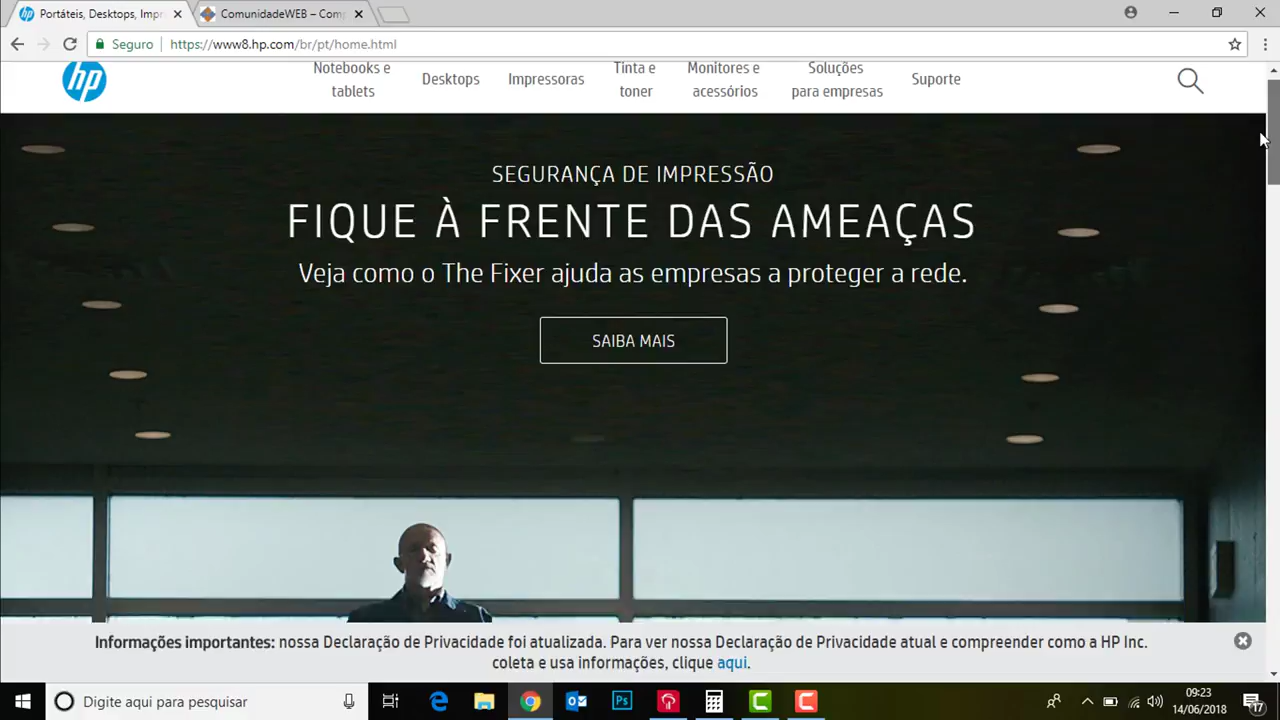 Portáteis, Desktops, Impr
ComunidadeWEB – Comp
Seguro
https://www8.hp.com/br/pt/home.html
hp
Notebooks e
tablets
Desktops
Impressoras
Tinta e
toner
Monitores e
acessórios
Soluções
para empresas
Suporte
SEGURANÇA DE IMPRESSÃO
FIQUE À FRENTE DAS AMEAÇAS
Veja como o The Fixer ajuda as empresas a proteger a rede.
SAIBA MAIS
Informações importantes: nossa Declaração de Privacidade foi atualizada. Para ver nossa Declaração de Privacidade atual e compreender como a HP Inc.
coleta e usa informações, clique aqui.
Digite aqui para pesquisar
09:23
14/06/2018
17